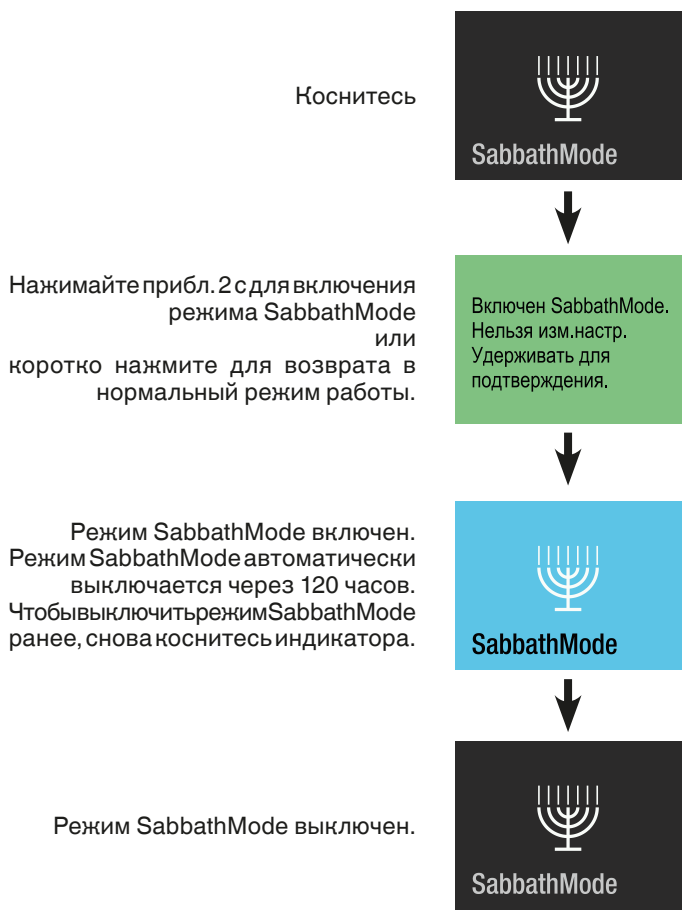 Коснитесь
SabbathMode
Нажимайте прибл. 2 с для включения
режима SabbathMode
или
коротко нажмите для возврата в
нормальный режим работы.
Включен SabbathMode.
Нельзя изм.настр.
Удерживать для
подтверждения.
Режим SabbathMode включен.
Режим SabbathMode автоматически
выключается через 120 часов.
Чтобы выключить режим SabbathMode
ранее, снова коснитесь индикатора.
SabbathMode
Режим SabbathMode выключен.
SabbathMode